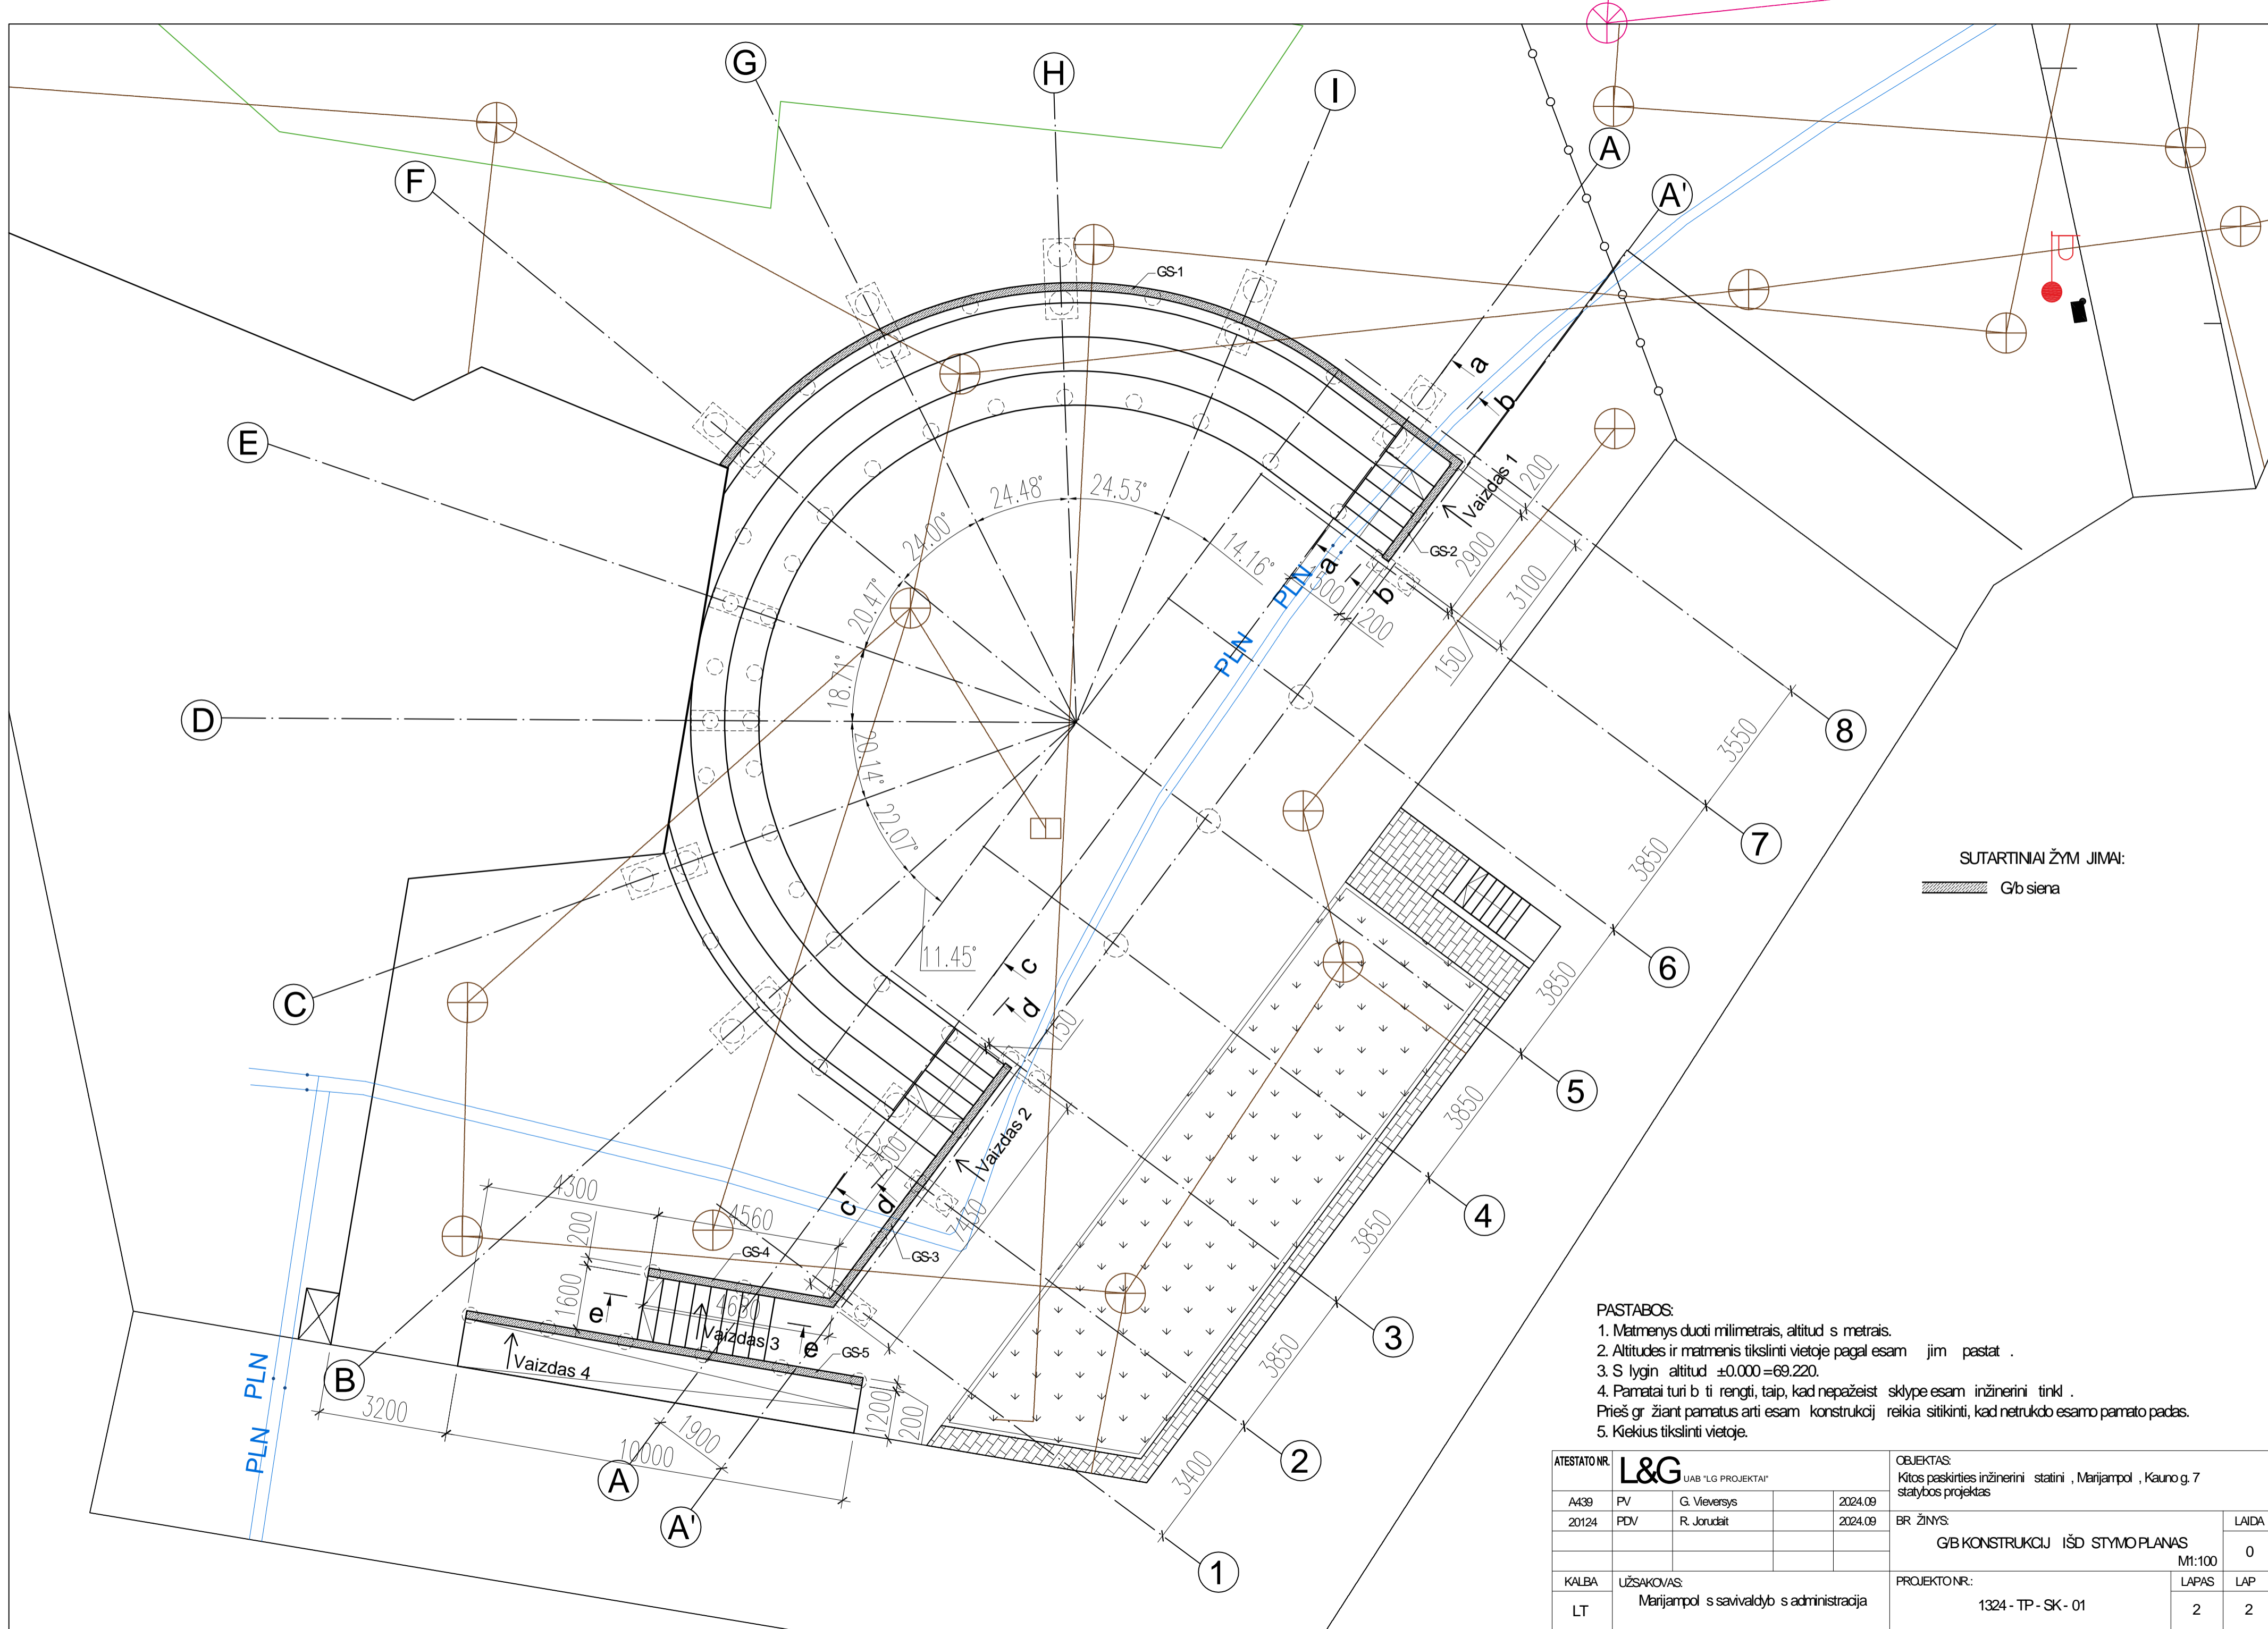 G
H
I
A
A'
F
E
D
C
B
GS-1
a
b
Vaizdas 1
200
2900
3100
GS-2
a
b
1500
200
150
PLN
PLN
24.48°
24.53°
24.00°
14.16°
20.47°
18.71°
20.14°
22.07°
11.45°
8
7
6
5
4
3
2
1
3550
3850
3850
3850
3850
3850
3400
c
d
150
Vaizdas 2
c
d
7300
7430
GS-3
4300
4560
200
GS-4
1600
e
4680
Vaizdas 3
e
GS-5
Vaizdas 4
3200
10000
1900
1200
200
A
A'
PLN
PLN
SUTARTINIAI ŽYM JIMAI:
G/b siena
PASTABOS:
1. Matmenys duoti milimetrais, altitud s metrais.
2. Altitudes ir matmenis tikslinti vietoje pagal esam jim pastat .
3. S lygin altitud ±0.000 = 69.220.
4. Pamatai turi b ti rengti, taip, kad nepažeist sklype esam inžinerini tinkl .
Prieš gr žiant pamatus arti esam konstrukcij reikia sitikinti, kad netrukdo esamo pamato padas.
5. Kiekius tikslinti vietoje.
ATESTATO NR.
L&G UAB "LG PROJEKTAI"
OBJEKTAS:
Kitos paskirties inžinerini statini , Marijampol , Kauno g. 7
statybos projektas
A439 PV G. Vieversys 2024.09
20124 PDV R. Jorudait 2024.09
BR ŽINYS:
G/B KONSTRUKCIJ IŠD STYMO PLANAS
M1:100
LAIDA
0
KALBA
LT
UŽSAKOVAS:
Marijampol s savivaldyb s administracija
PROJEKTO NR.:
1324 - TP - SK - 01
LAPAS
2
LAP
2